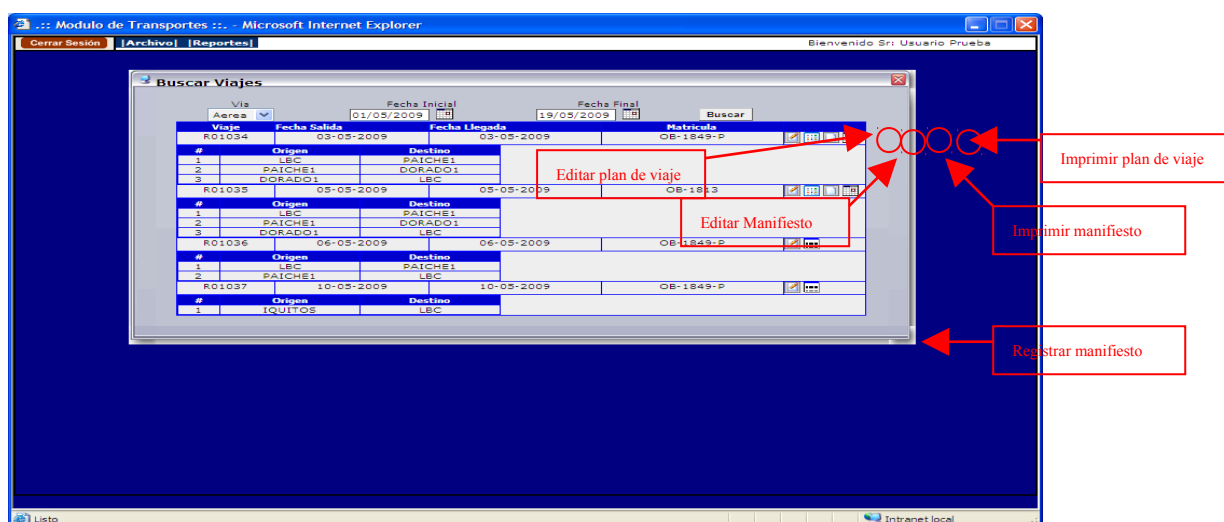 .:: Modulo de Transportes ::. - Microsoft Internet Explorer
Cerrar Sesión |Archivo| |Reportes| Bienvenido Sr: Usuario Prueba
Buscar Viajes
Via Fecha Inicial Fecha Final
Aerea 01/05/2009 19/05/2009 Buscar
Viaje Fecha Salida Fecha Llegada Matricula
R01034 03-05-2009 03-05-2009 OB-1849-P
# Origen Destino
1 LBC PAICHE1
2 PAICHE1 DORADO1
3 DORADO1 LBC
R01035 05-05-2009 05-05-2009 OB-1813
# Origen Destino
1 LBC PAICHE1
2 PAICHE1 DORADO1
3 DORADO1 LBC
R01036 06-05-2009 06-05-2009 OB-1849-P
# Origen Destino
1 LBC PAICHE1
2 PAICHE1 LBC
R01037 10-05-2009 10-05-2009 OB-1849-P
# Origen Destino
1 IQUITOS LBC
Editar plan de viaje
Imprimir plan de viaje
Editar Manifiesto
Imprimir manifiesto
Registrar manifiesto
Listo Intranet local